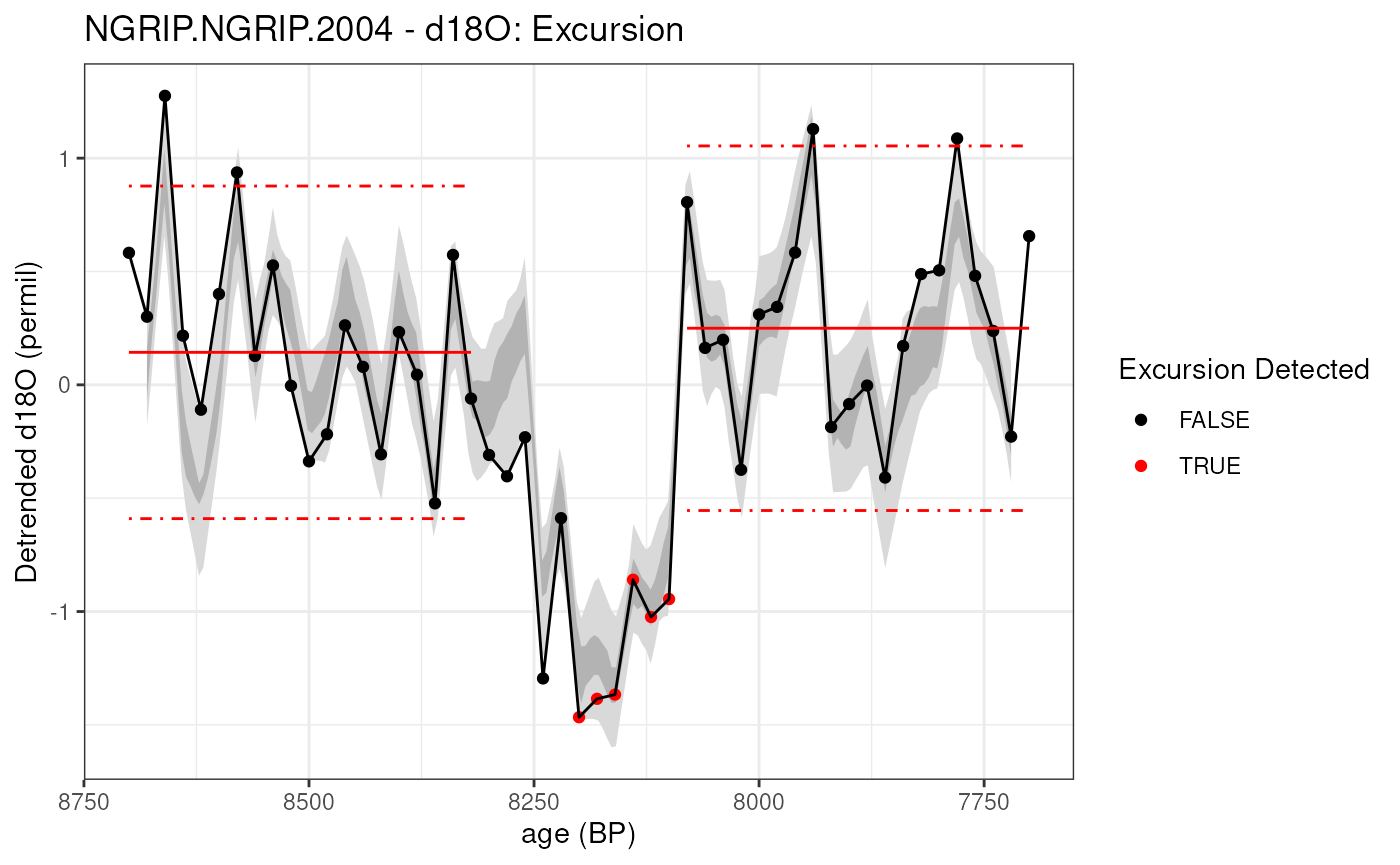 NGRIP.NGRIP.2004 - d18O: Excursion
Detrended d18O (permil)
1
0
-1
8750
8500
8250
8000
7750
age (BP)
Excursion Detected
FALSE
TRUE